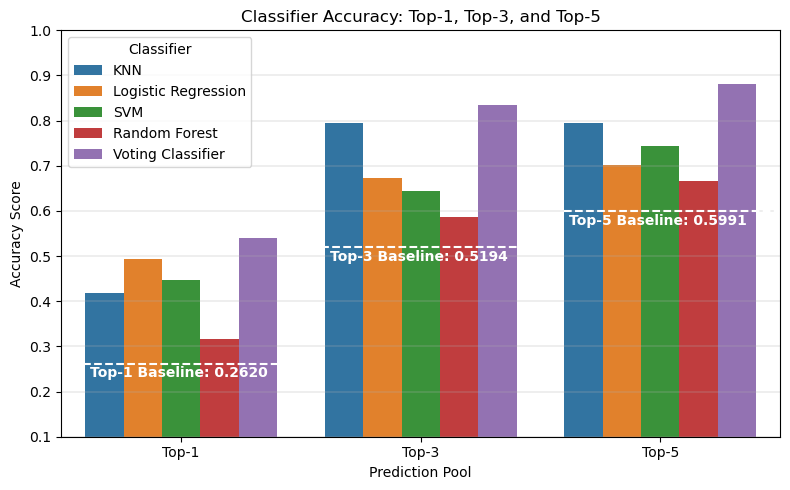 Classifier Accuracy: Top-1, Top-3, and Top-5
Accuracy Score
1.0
0.9
0.8
0.7
0.6
0.5
0.4
0.3
0.2
0.1
Classifier
KNN
Logistic Regression
SVM
Random Forest
Voting Classifier
Top-1 Baseline: 0.2620
Top-3 Baseline: 0.5194
Top-5 Baseline: 0.5991
Top-1
Top-3
Top-5
Prediction Pool